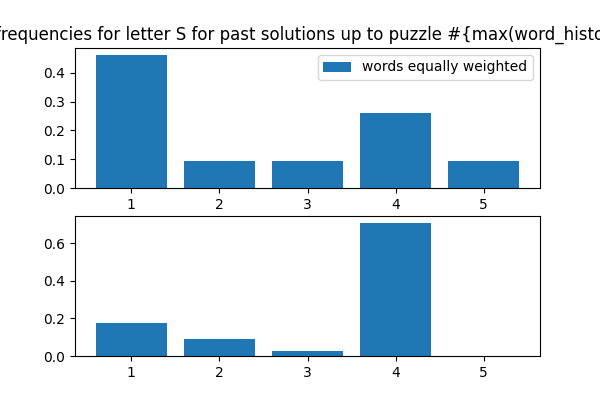 frequencies for letter S for past solutions up to puzzle #{max(word_histo
words equally weighted
0.4
0.3
0.2
0.1
0.0
1 2 3 4 5
0.6
0.4
0.2
0.0
1 2 3 4 5